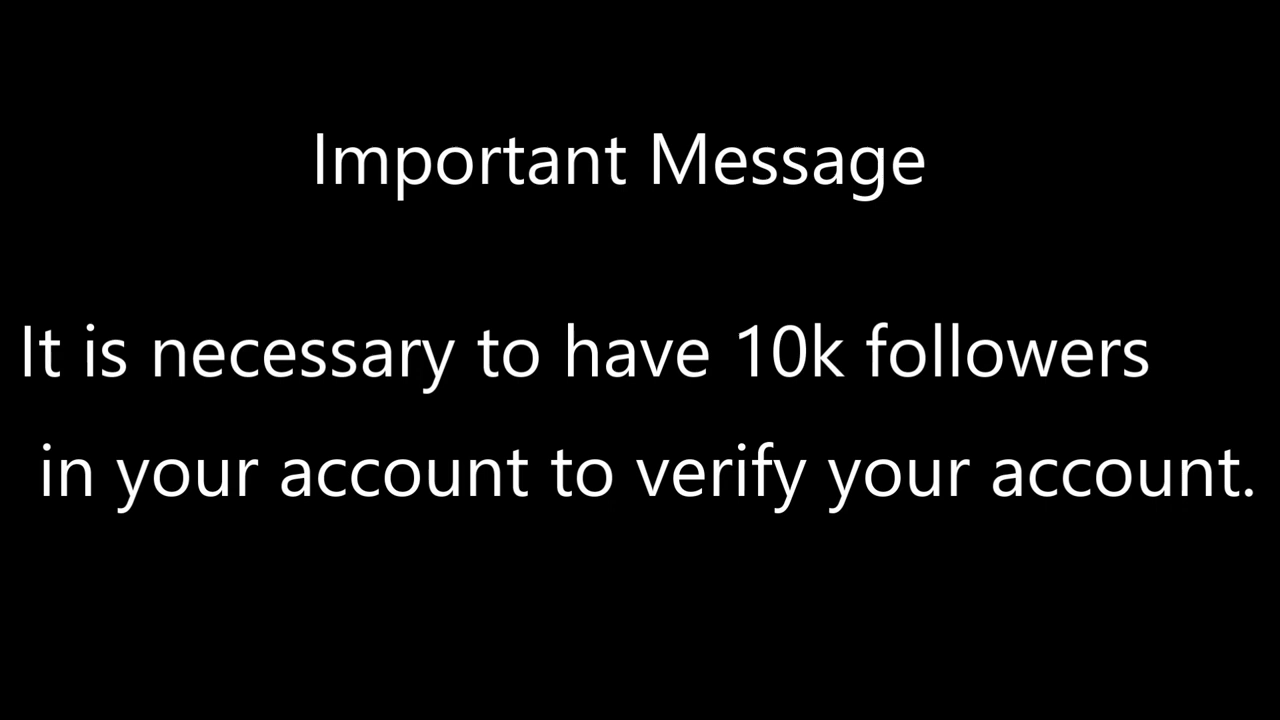 Important Message
It is necessary to have 10k followers
in your account to verify your account.